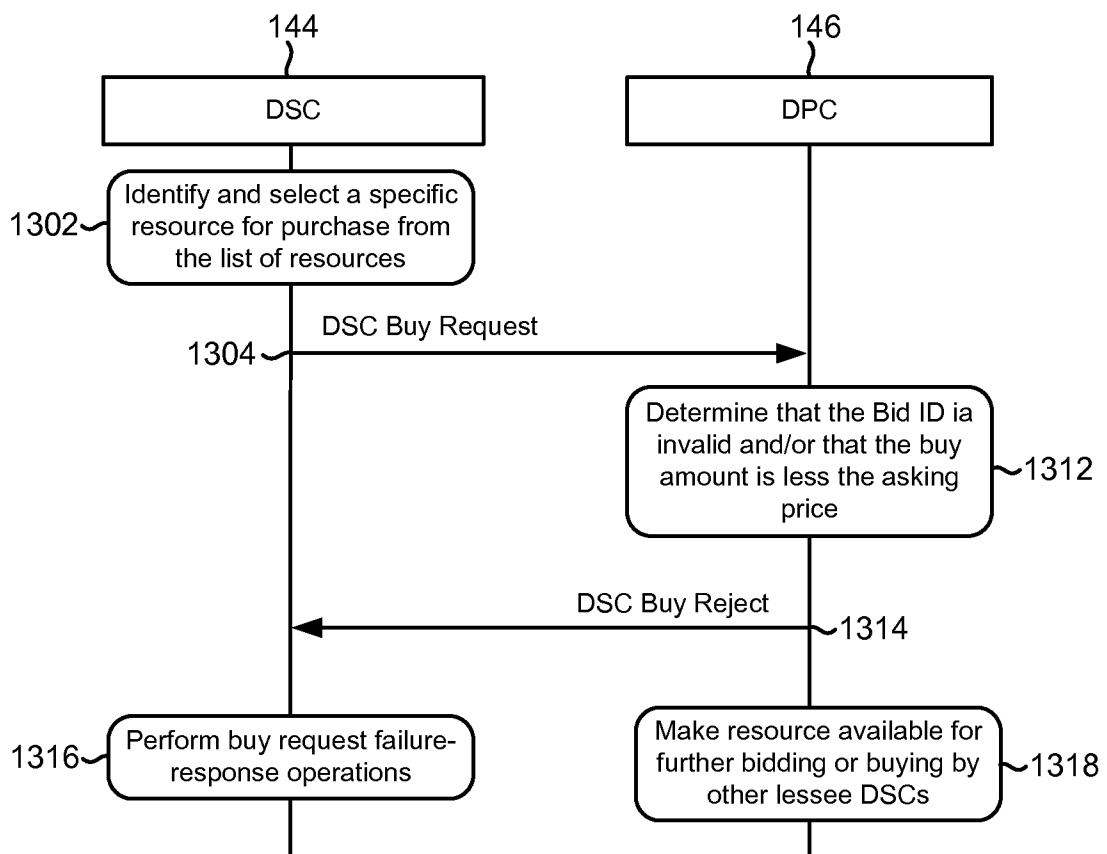 144
146
DSC
DPC
1302
Identify and select a specific
resource for purchase from
the list of resources
DSC Buy Request
1304
Determine that the Bid ID ia
invalid and/or that the buy
amount is less the asking
price
1312
DSC Buy Reject
1314
1316
Perform buy request failure-
response operations
Make resource available for
further bidding or buying by
other lessee DSCs
1318